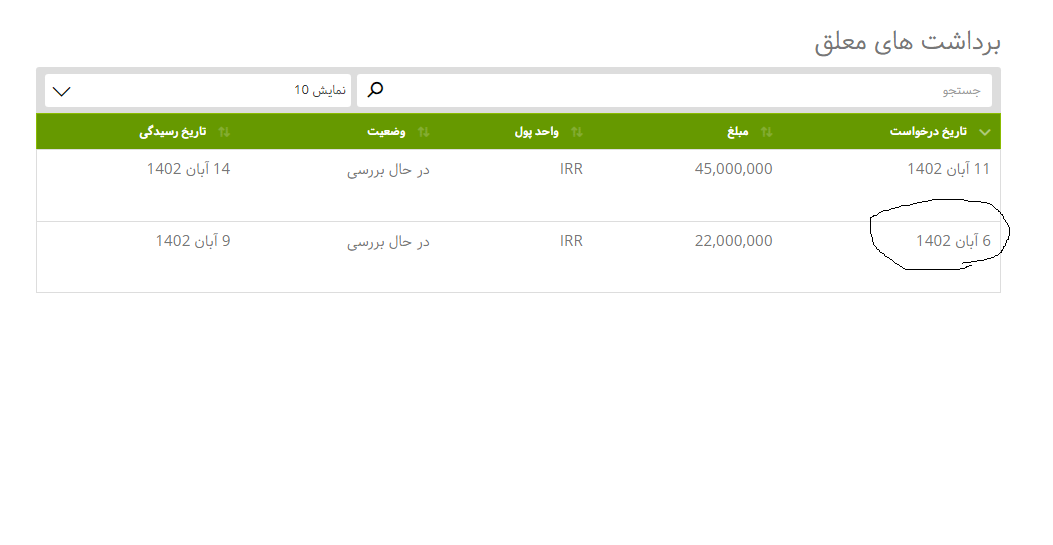 برداشت های معلق
جستجو نمایش 10
تاریخ درخواست مبلغ واحد پول وضعیت تاریخ رسیدگی
11 آبان 1402 45,000,000 IRR در حال بررسی 14 آبان 1402
6 آبان 1402 22,000,000 IRR در حال بررسی 9 آبان 1402